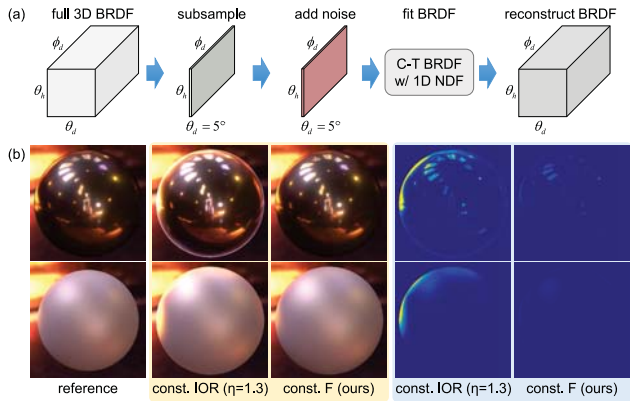 (a) full 3D BRDF subsample add noise fit BRDF reconstruct BRDF
ϕd ϕd ϕd ϕd
θh θh θh C-T BRDF w/ 1D NDF θh
θd θd = 5° θd = 5° θd
(b)
reference const. IOR (η=1.3) const. F (ours) const. IOR (η=1.3) const. F (ours)